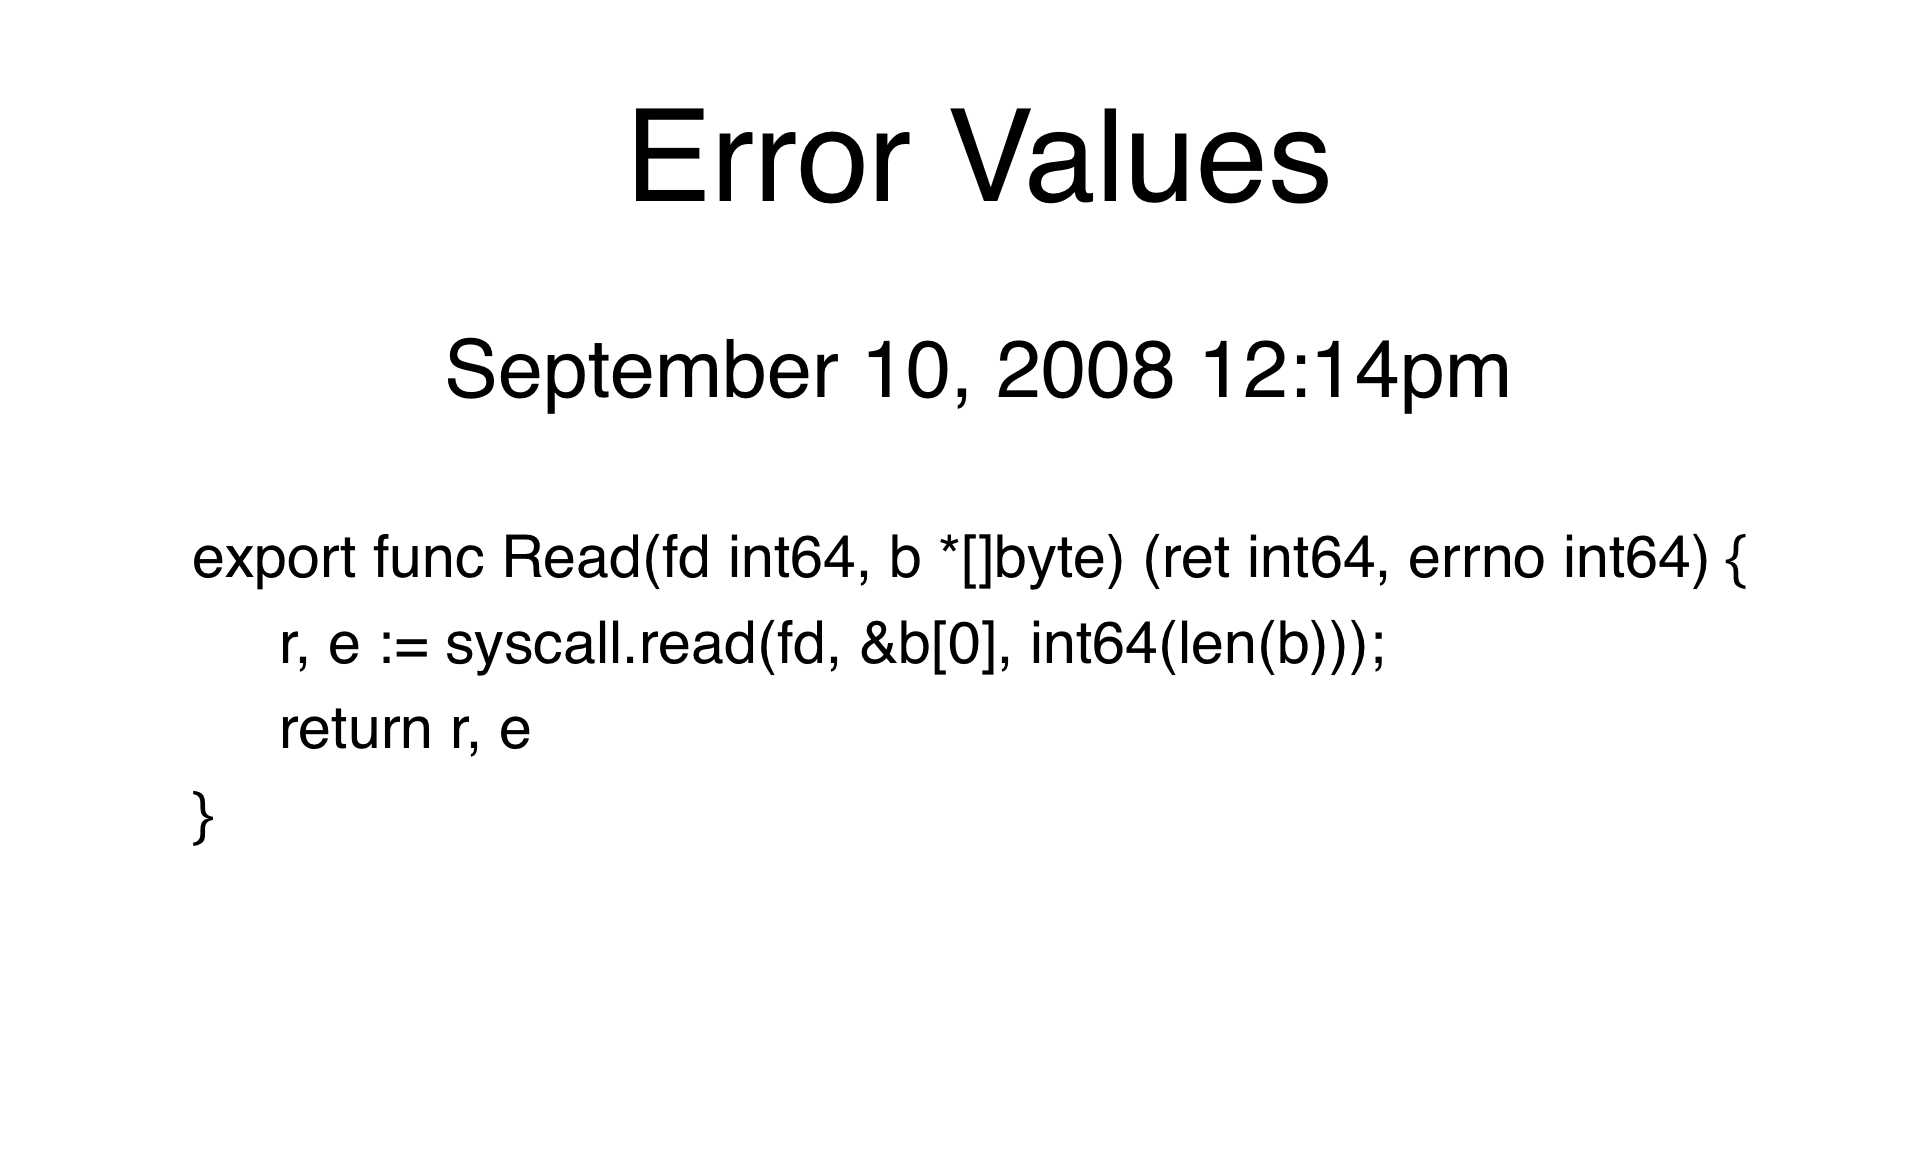 Error Values
September 10, 2008 12:14pm
export func Read(fd int64, b *[]byte) (ret int64, errno int64) {
r, e := syscall.read(fd, &b[0], int64(len(b)));
return r, e
}